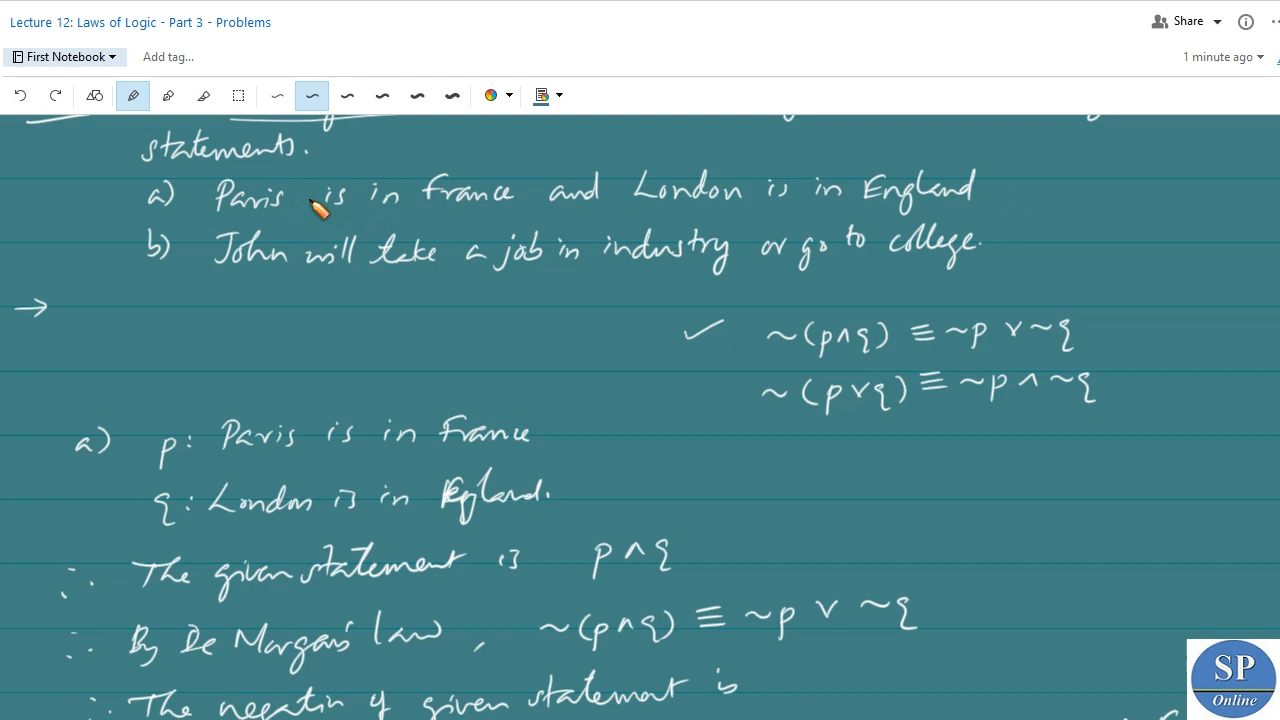 Lecture 12: Laws of Logic - Part 3 - Problems
Share
First Notebook
Add tag...
1 minute ago
statements.
a) Paris is in France and London is in England
b) John will take a job in industry or go to college.
→
✓ ~(p∧q) ≡ ~p ∨ ~q
~(p∨q) ≡ ~p ∧ ~q
a) p: Paris is in France
q: London is in England.
∴ The given statement is p∧q
∴ By De Morgan's law, ~(p∧q) ≡ ~p ∨ ~q
∴ The negatin of given statement is
SP
Online